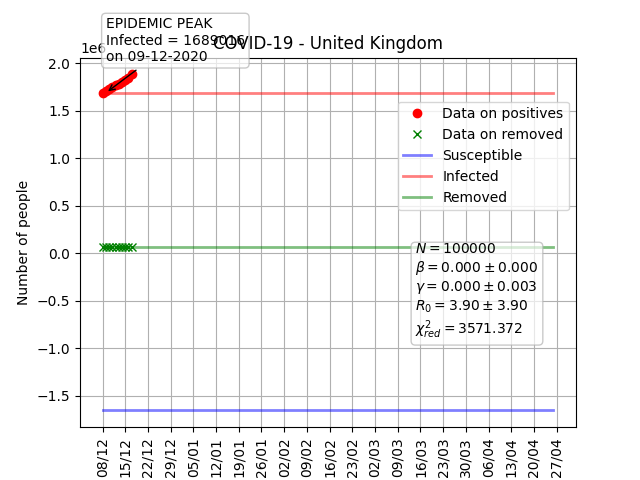 EPIDEMIC PEAK
Infected = 1689016
on 09-12-2020
COVID-19 - United Kingdom
1e6
2.0
1.5
1.0
0.5
0.0
−0.5
−1.0
−1.5
Number of people
Data on positives
Data on removed
Susceptible
Infected
Removed
N = 100000
β = 0.000 ± 0.000
γ = 0.000 ± 0.003
R₀ = 3.90 ± 3.90
χ²_red = 3571.372
08/12
15/12
22/12
29/12
05/01
12/01
19/01
26/01
02/02
09/02
16/02
23/02
02/03
09/03
16/03
23/03
30/03
06/04
13/04
20/04
27/04